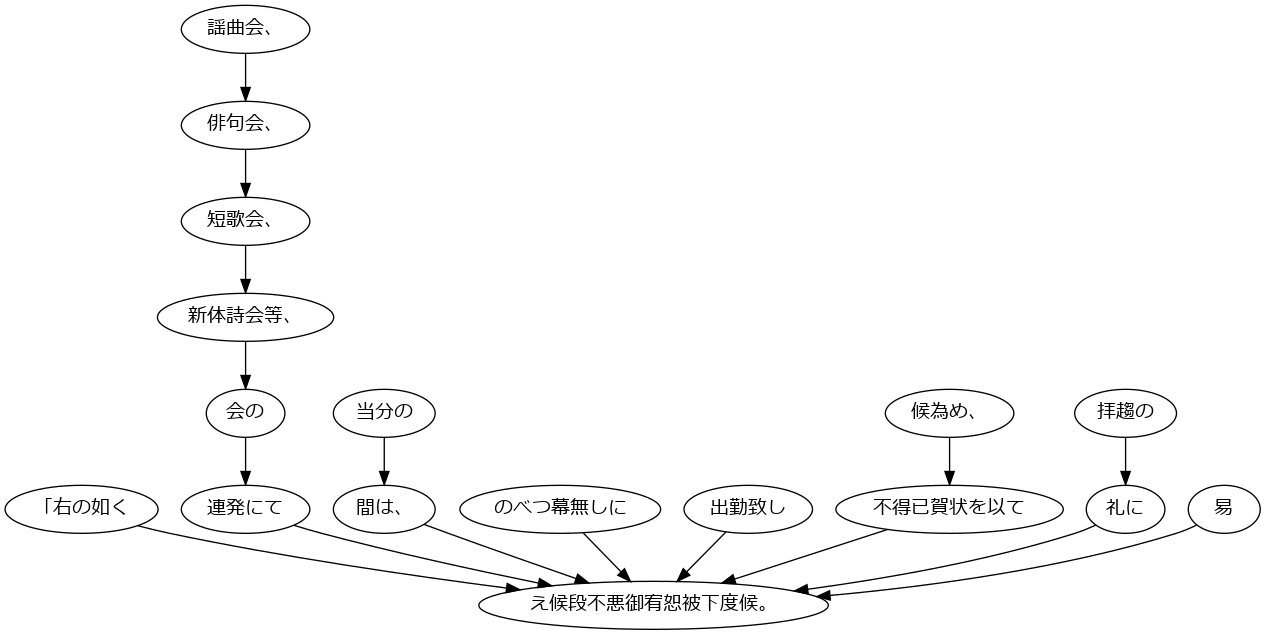 謡曲会、
俳句会、
短歌会、
新体詩会等、
会の
当分の
候為め、
拝趨の
「右の如く
連発にて
間は、
のべつ幕無しに
出勤致し
不得已賀状を以て
礼に
易
え候段不悪御宥恕被下度候。